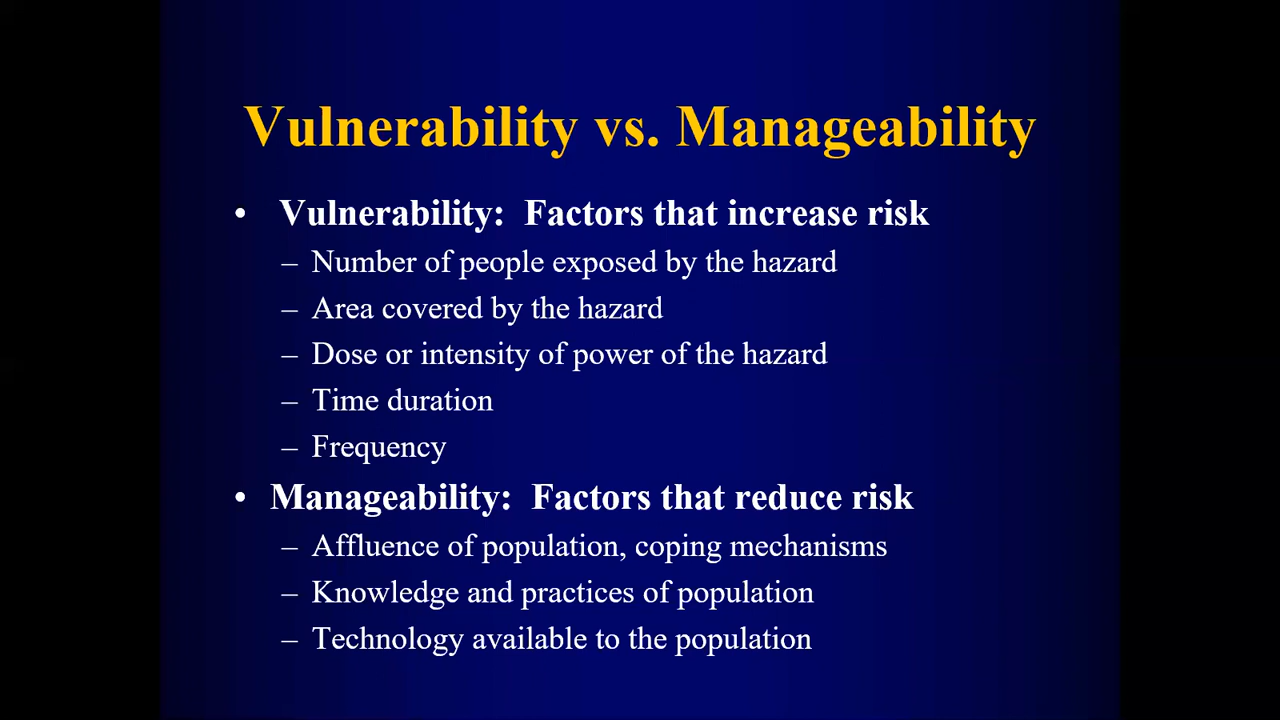 Vulnerability vs. Manageability
• Vulnerability: Factors that increase risk
– Number of people exposed by the hazard
– Area covered by the hazard
– Dose or intensity of power of the hazard
– Time duration
– Frequency
• Manageability: Factors that reduce risk
– Affluence of population, coping mechanisms
– Knowledge and practices of population
– Technology available to the population